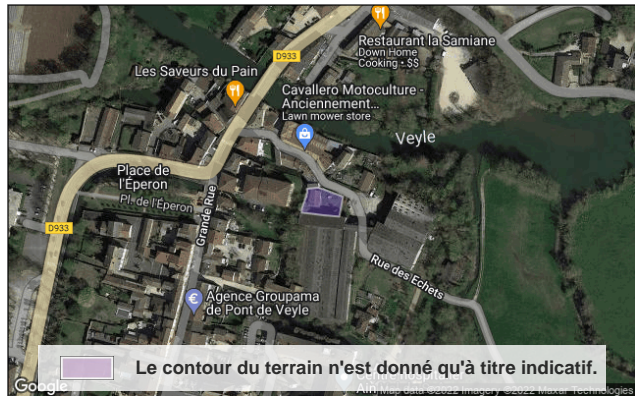 Restaurant la Samiane
Down Home
Cooking • $$
D933
Les Saveurs du Pain
Cavallero Motoculture -
Anciennement...
Lawn mower store
Veyle
Place de
l'Éperon
Pl. de l'Éperon
Grande Rue
D933
Rue des Echets
Agence Groupama
de Pont de Veyle
Le contour du terrain n'est donné qu'à titre indicatif.
Google
Map data ©2022 Imagery ©2022 Maxar Technologies